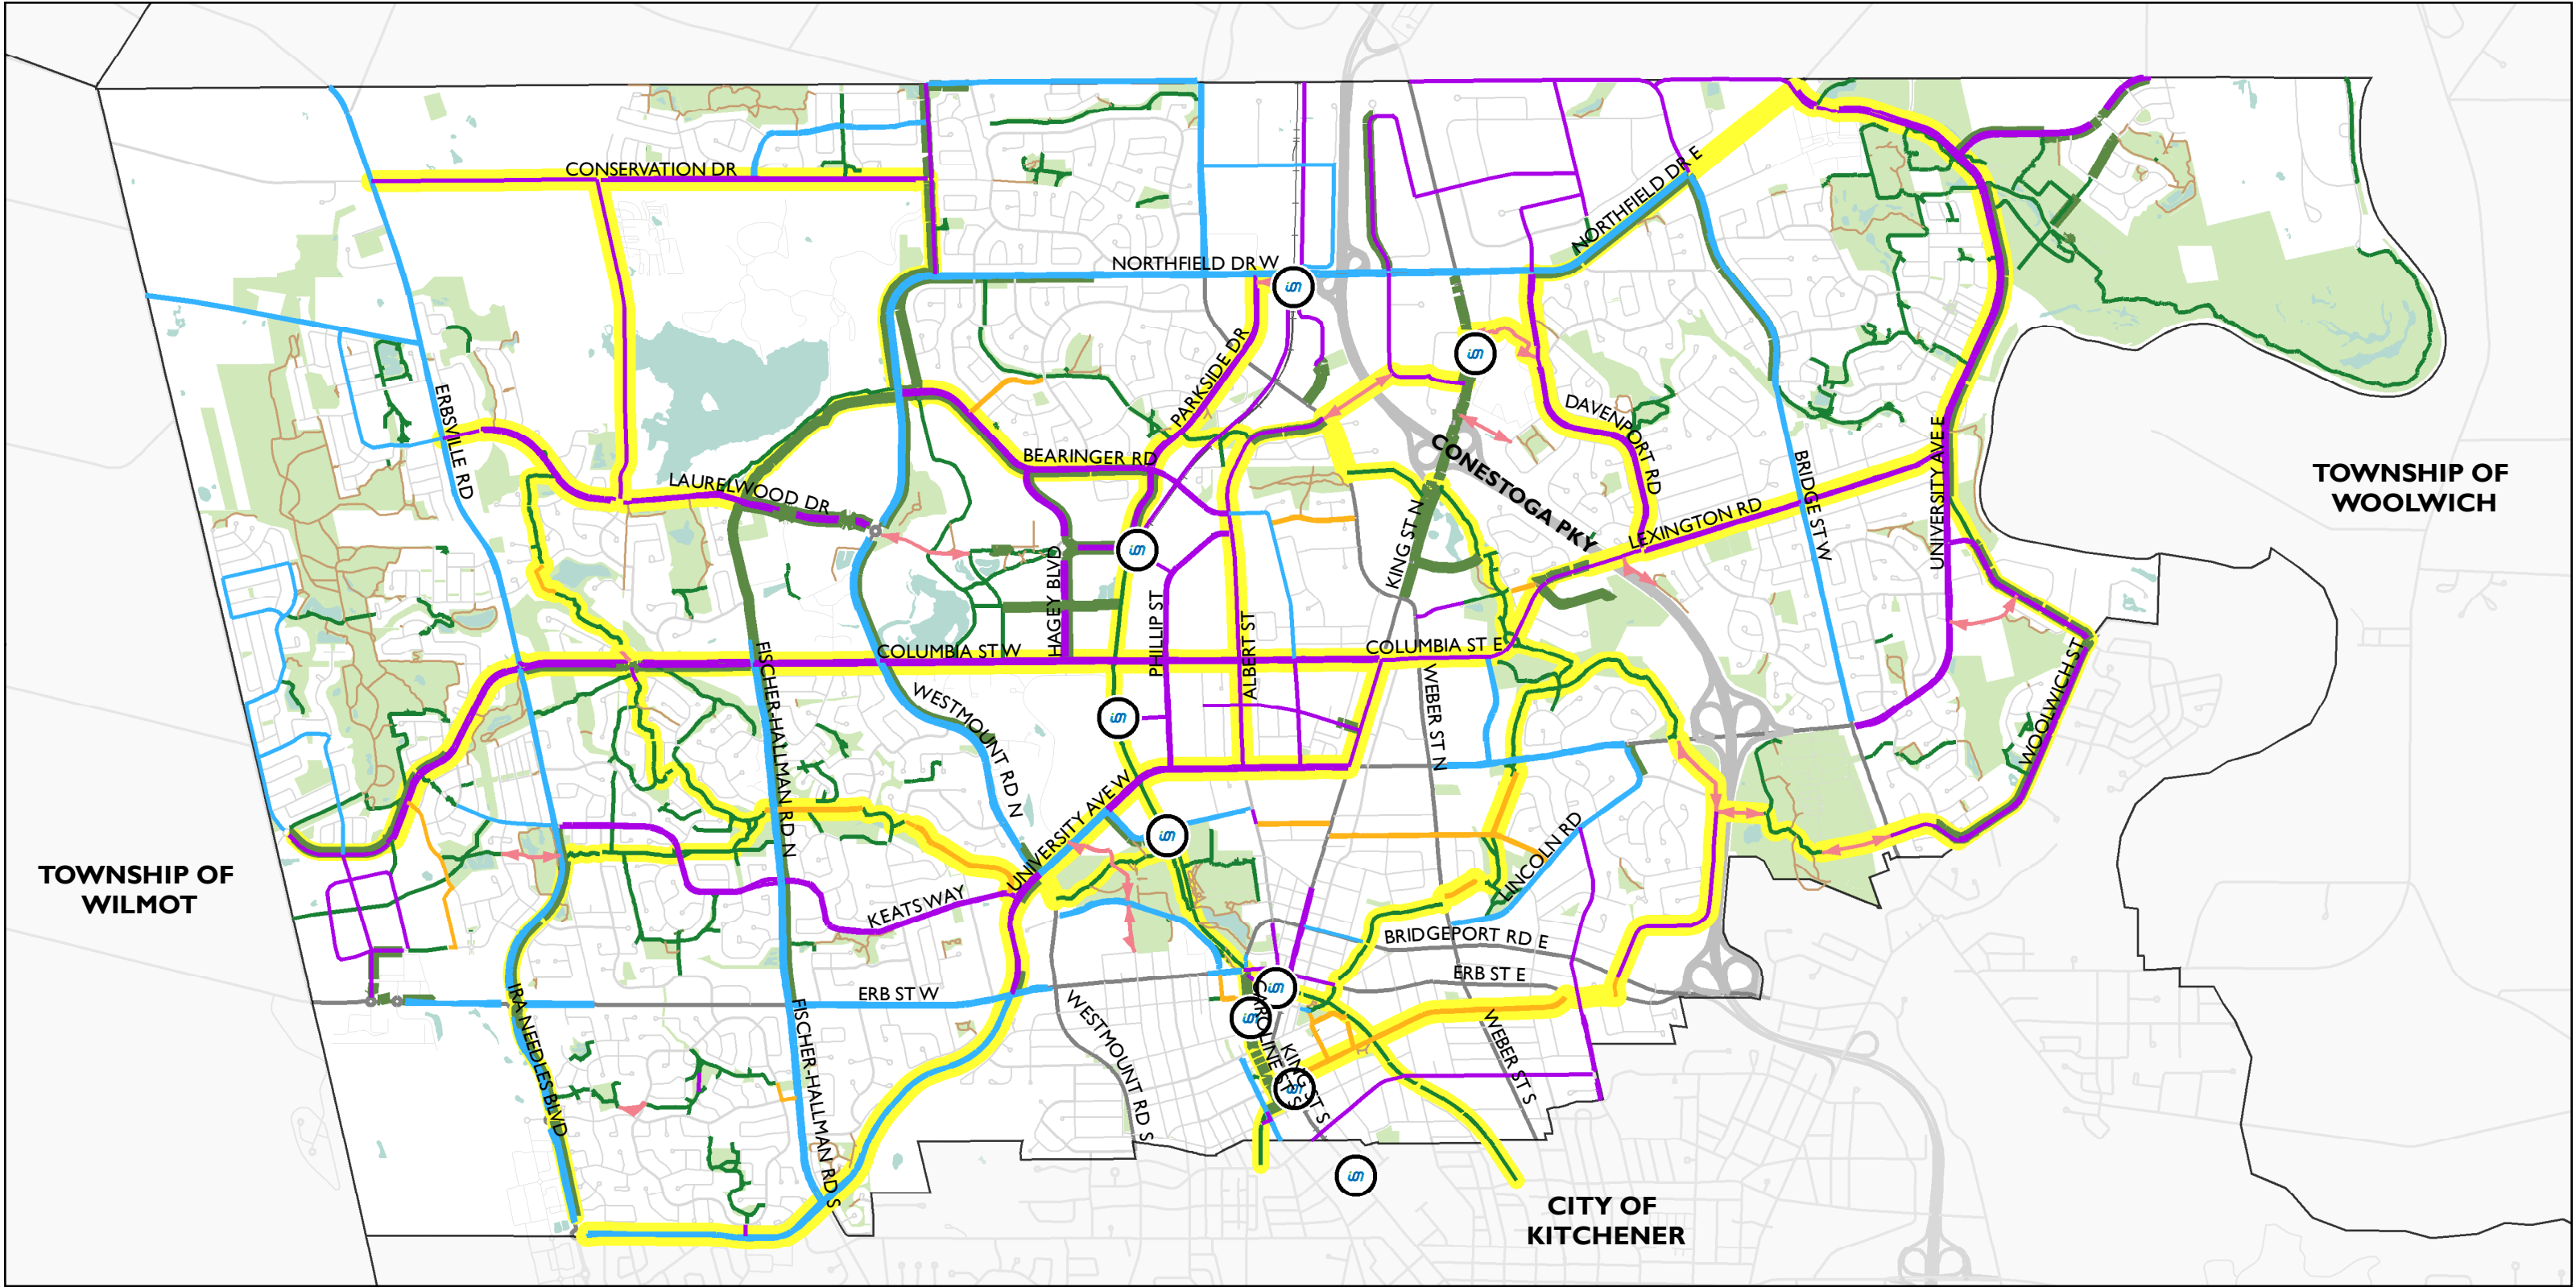 CONSERVATION DR
NORTHFIELD DR E
NORTHFIELD DR W
PARKSIDE DR
ERBSVILLE RD
DAVENPORT RD
UNIVERSITY AVE E
CONESTOGA PKY
BEARINGER RD
BRIDGE ST W
TOWNSHIP OF
WOOLWICH
LAURELWOOD DR
KING ST N
LEXINGTON RD
HAGEY BLVD
PHILLIP ST
ALBERT ST
COLUMBIA ST W
COLUMBIA ST E
FISCHER-HALLMAN RD N
WESTMOUNT RD N
WEBER ST N
WOOLWICH ST
UNIVERSITY AVE W
LINCOLN RD
TOWNSHIP OF
WILMOT
KEATS WAY
BRIDGEPORT RD E
ERB ST E
ERB ST W
IRA NEEDLES BLVD
FISCHER-HALLMAN RD S
WESTMOUNT RD S
CAROLINE ST S
KING ST S
WEBER ST S
CITY OF
KITCHENER